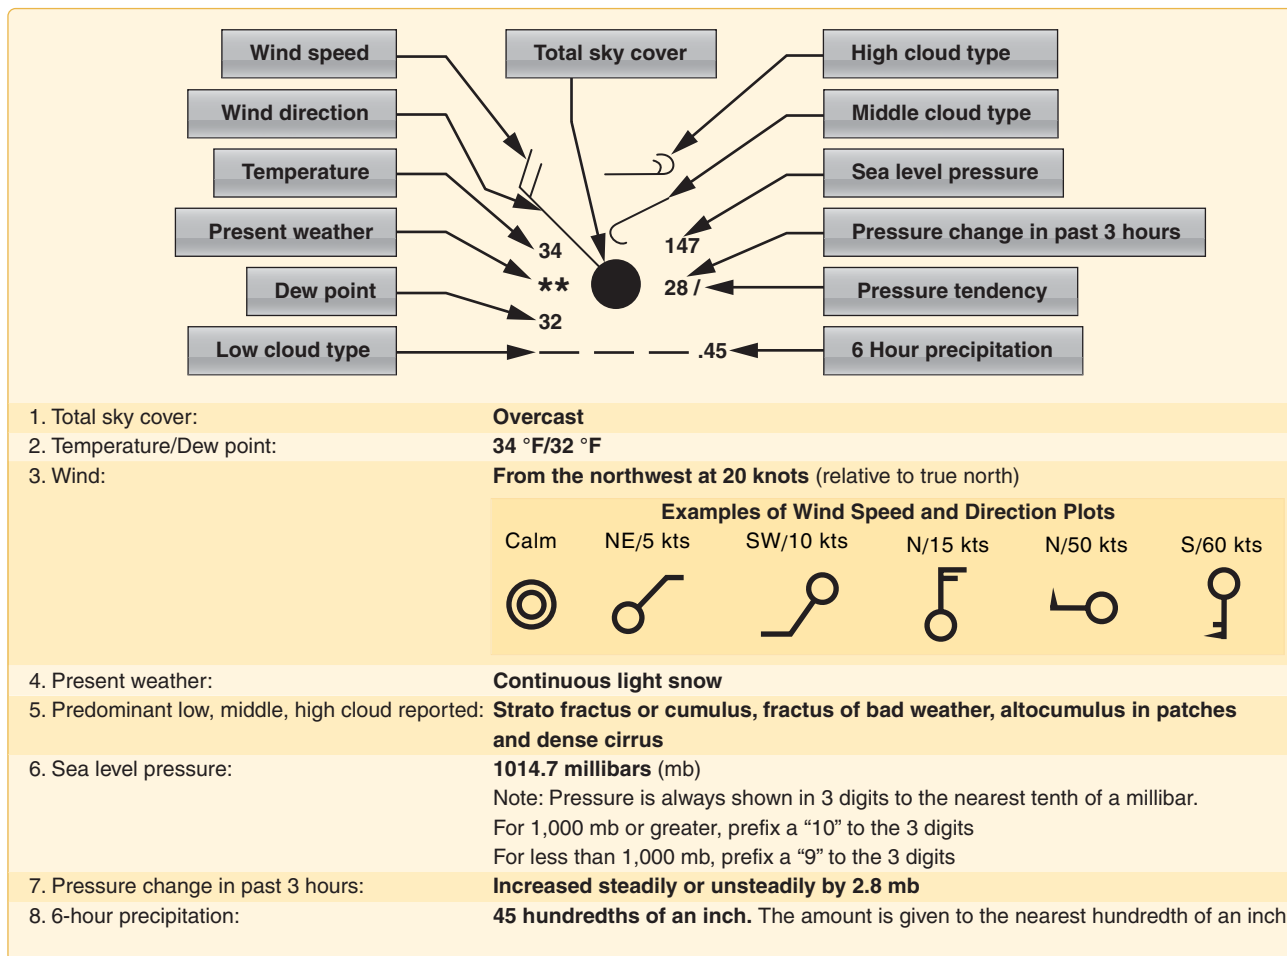 Wind speed
Total sky cover
High cloud type
Wind direction
Middle cloud type
Temperature
Sea level pressure
Present weather
34
147
Pressure change in past 3 hours
Dew point
**
28 /
Pressure tendency
32
Low cloud type
— — — .45
6 Hour precipitation
1. Total sky cover: Overcast
2. Temperature/Dew point: 34 °F/32 °F
3. Wind: From the northwest at 20 knots (relative to true north)
Examples of Wind Speed and Direction Plots
Calm NE/5 kts SW/10 kts N/15 kts N/50 kts S/60 kts
4. Present weather: Continuous light snow
5. Predominant low, middle, high cloud reported: Strato fractus or cumulus, fractus of bad weather, altocumulus in patches
and dense cirrus
6. Sea level pressure: 1014.7 millibars (mb)
Note: Pressure is always shown in 3 digits to the nearest tenth of a millibar.
For 1,000 mb or greater, prefix a “10” to the 3 digits
For less than 1,000 mb, prefix a “9” to the 3 digits
7. Pressure change in past 3 hours: Increased steadily or unsteadily by 2.8 mb
8. 6-hour precipitation: 45 hundredths of an inch. The amount is given to the nearest hundredth of an inch